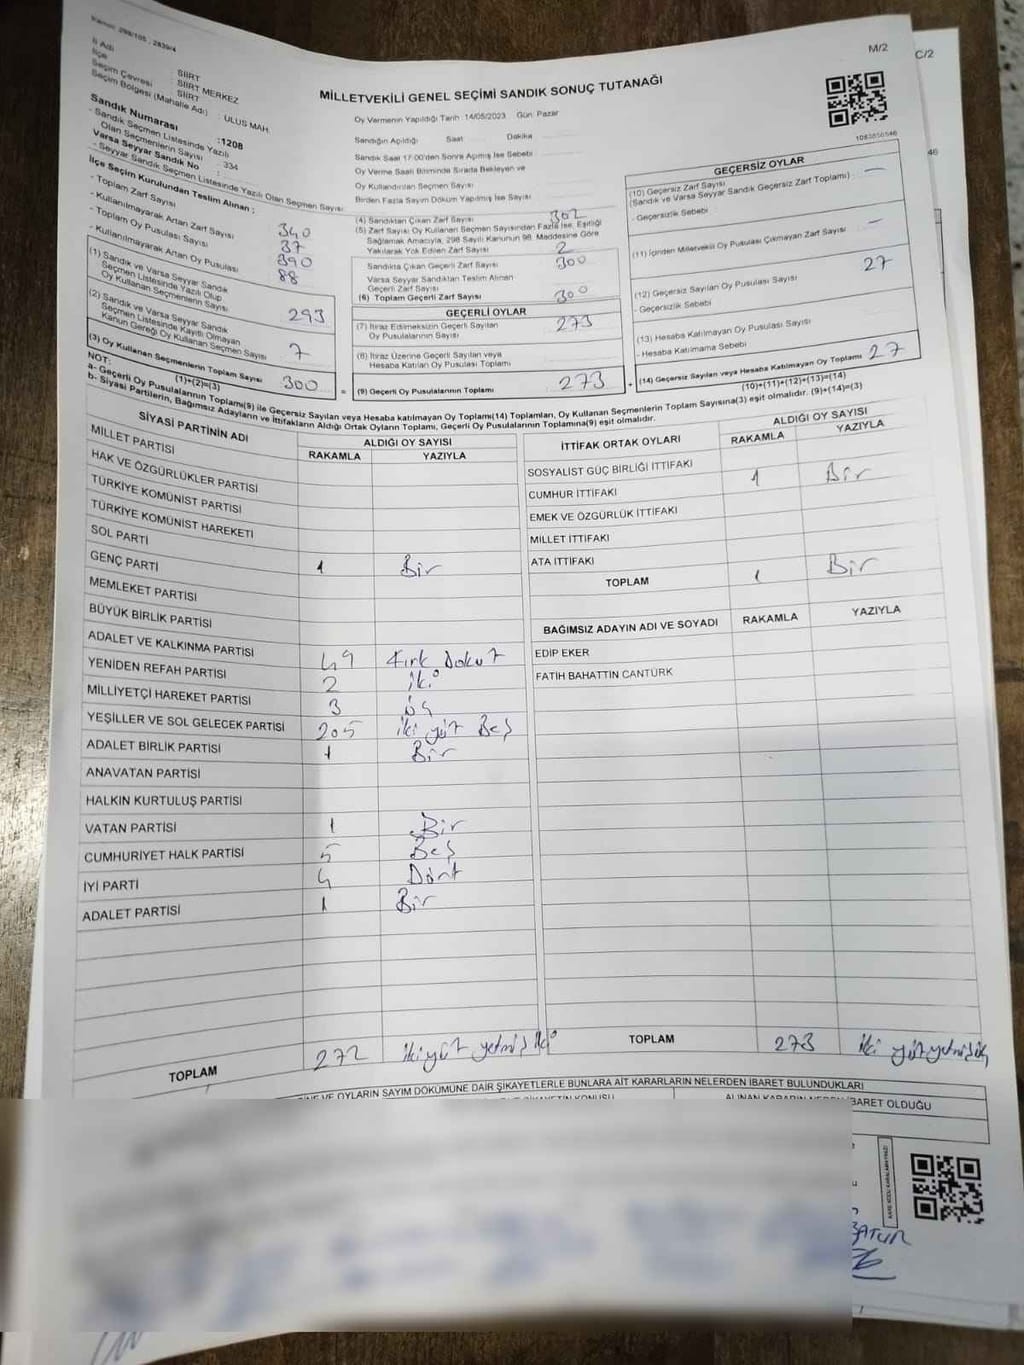 Kanun: 298/105 ; 2839/4
M/2
C/2
İl Adı : SİİRT
İlçe : SİİRT MERKEZ
Seçim Çevresi : SİİRT
Seçim Bölgesi (Mahalle Adı) : ULUS MAH.
MİLLETVEKİLİ GENEL SEÇİMİ SANDIK SONUÇ TUTANAĞI
Oy Vermenin Yapıldığı Tarih :14/05/2023 Gün: Pazar
Sandık Numarası :1208
- Sandık Seçmen Listesinde Yazılı
Olan Seçmenlerin Sayısı : 334
Varsa Seyyar Sandık No :
- Seyyar Sandık Seçmen Listesinde Yazılı Olan Seçmen Sayısı
Sandığın Açıldığı Saat Dakika
Sandık Saat 17:00'den Sonra Açılmış İse Sebebi
Oy Verme Saati Bitiminde Sırada Bekleyen ve
Oy Kullandırılan Seçmen Sayısı
Birden Fazla Sayım Döküm Yapılmış İse Sayısı
İlçe Seçim Kurulundan Teslim Alınan :
- Toplam Zarf Sayısı 340
- Kullanılmayarak Artan Zarf Sayısı 37
- Toplam Oy Pusulası Sayısı 390
- Kullanılmayarak Artan Oy Pusulası 88
(1) Sandık ve Varsa Seyyar Sandık
Seçmen Listesinde Yazılı Olup
Oy Kullanan Seçmenlerin Sayısı 293
(2) Sandık ve Varsa Seyyar Sandık
Seçmen Listesinde Kayıtlı Olmayan
Kanun Gereği Oy Kullanan Seçmen Sayısı 7
(3) Oy Kullanan Seçmenlerin Toplam Sayısı 300
(1)+(2)=(3)
(4) Sandıktan Çıkan Zarf Sayısı 302
(5) Zarf Sayısı Oy Kullanan Seçmen Sayısından Fazla İse, Eşitliği
Sağlamak Amacıyla, 298 Sayılı Kanunun 98. Maddesine Göre
Yakılarak Yok Edilen Zarf Sayısı 2
Sandıkta Çıkan Geçerli Zarf Sayısı 300
Varsa Seyyar Sandıktan Teslim Alınan
Geçerli Zarf Sayısı
(6) Toplam Geçerli Zarf Sayısı 300
GEÇERLİ OYLAR
(7) İtiraz Edilmeksizin Geçerli Sayılan
Oy Pusulalarının Sayısı 273
(8) İtiraz Üzerine Geçerli Sayılan veya
Hesaba Katılan Oy Pusulası Toplamı
= (9) Geçerli Oy Pusulalarının Toplamı 273 +
GEÇERSİZ OYLAR
(10) Geçersiz Zarf Sayısı
(Sandık ve Varsa Seyyar Sandık Geçersiz Zarf Toplamı) : —
- Geçersizlik Sebebi
(11) İçinden Milletvekili Oy Pusulası Çıkmayan Zarf Sayısı —
(12) Geçersiz Sayılan Oy Pusulası Sayısı 27
- Geçersizlik Sebebi
(13) Hesaba Katılmayan Oy Pusulası Sayısı
- Hesaba Katılmama Sebebi
(14) Geçersiz Sayılan veya Hesaba Katılmayan Oy Toplamı 27
(10)+(11)+(12)+(13)=(14)
NOT:
a- Geçerli Oy Pusulalarının Toplamı(9) ile Geçersiz Sayılan veya Hesaba katılmayan Oy Toplamı(14) Toplamları, Oy Kullanan Seçmenlerin Toplam Sayısına(3) eşit olmalıdır. (9)+(14)=(3)
b- Siyasi Partilerin, Bağımsız Adayların ve İttifakların Aldığı Ortak Oyların Toplamı, Geçerli Oy Pusulalarının Toplamına(9) eşit olmalıdır.
SİYASİ PARTİNİN ADI ALDIĞI OY SAYISI
RAKAMLA YAZIYLA
MİLLET PARTİSİ
HAK VE ÖZGÜRLÜKLER PARTİSİ
TÜRKİYE KOMÜNİST PARTİSİ
TÜRKİYE KOMÜNİST HAREKETİ
SOL PARTİ
GENÇ PARTİ 1 Bir
MEMLEKET PARTİSİ
BÜYÜK BİRLİK PARTİSİ
ADALET VE KALKINMA PARTİSİ 49 Kırk Dokuz
YENİDEN REFAH PARTİSİ 2 iki
MİLLİYETÇİ HAREKET PARTİSİ 3 üç
YEŞİLLER VE SOL GELECEK PARTİSİ 205 iki yüz Beş
ADALET BİRLİK PARTİSİ 1 Bir
ANAVATAN PARTİSİ
HALKIN KURTULUŞ PARTİSİ
VATAN PARTİSİ 1 Bir
CUMHURİYET HALK PARTİSİ 5 Beş
İYİ PARTİ 4 Dört
ADALET PARTİSİ 1 Bir
TOPLAM 272 iki yüz yetmiş iki
İTTİFAK ORTAK OYLARI ALDIĞI OY SAYISI
RAKAMLA YAZIYLA
SOSYALİST GÜÇ BİRLİĞİ İTTİFAKI
CUMHUR İTTİFAKI 1 Bir
EMEK VE ÖZGÜRLÜK İTTİFAKI
MİLLET İTTİFAKI
ATA İTTİFAKI
TOPLAM 1 Bir
BAĞIMSIZ ADAYIN ADI VE SOYADI RAKAMLA YAZIYLA
EDİP EKER
FATİH BAHATTİN CANTÜRK
TOPLAM 273 iki yüz yetmiş üç
OYLARIN SAYIM DÖKÜMÜNE DAİR ŞİKAYETLERLE BUNLARA AİT KARARLARIN NELERDEN İBARET BULUNDUKLARI
ALINAN KARARIN NEDEN İBARET OLDUĞU